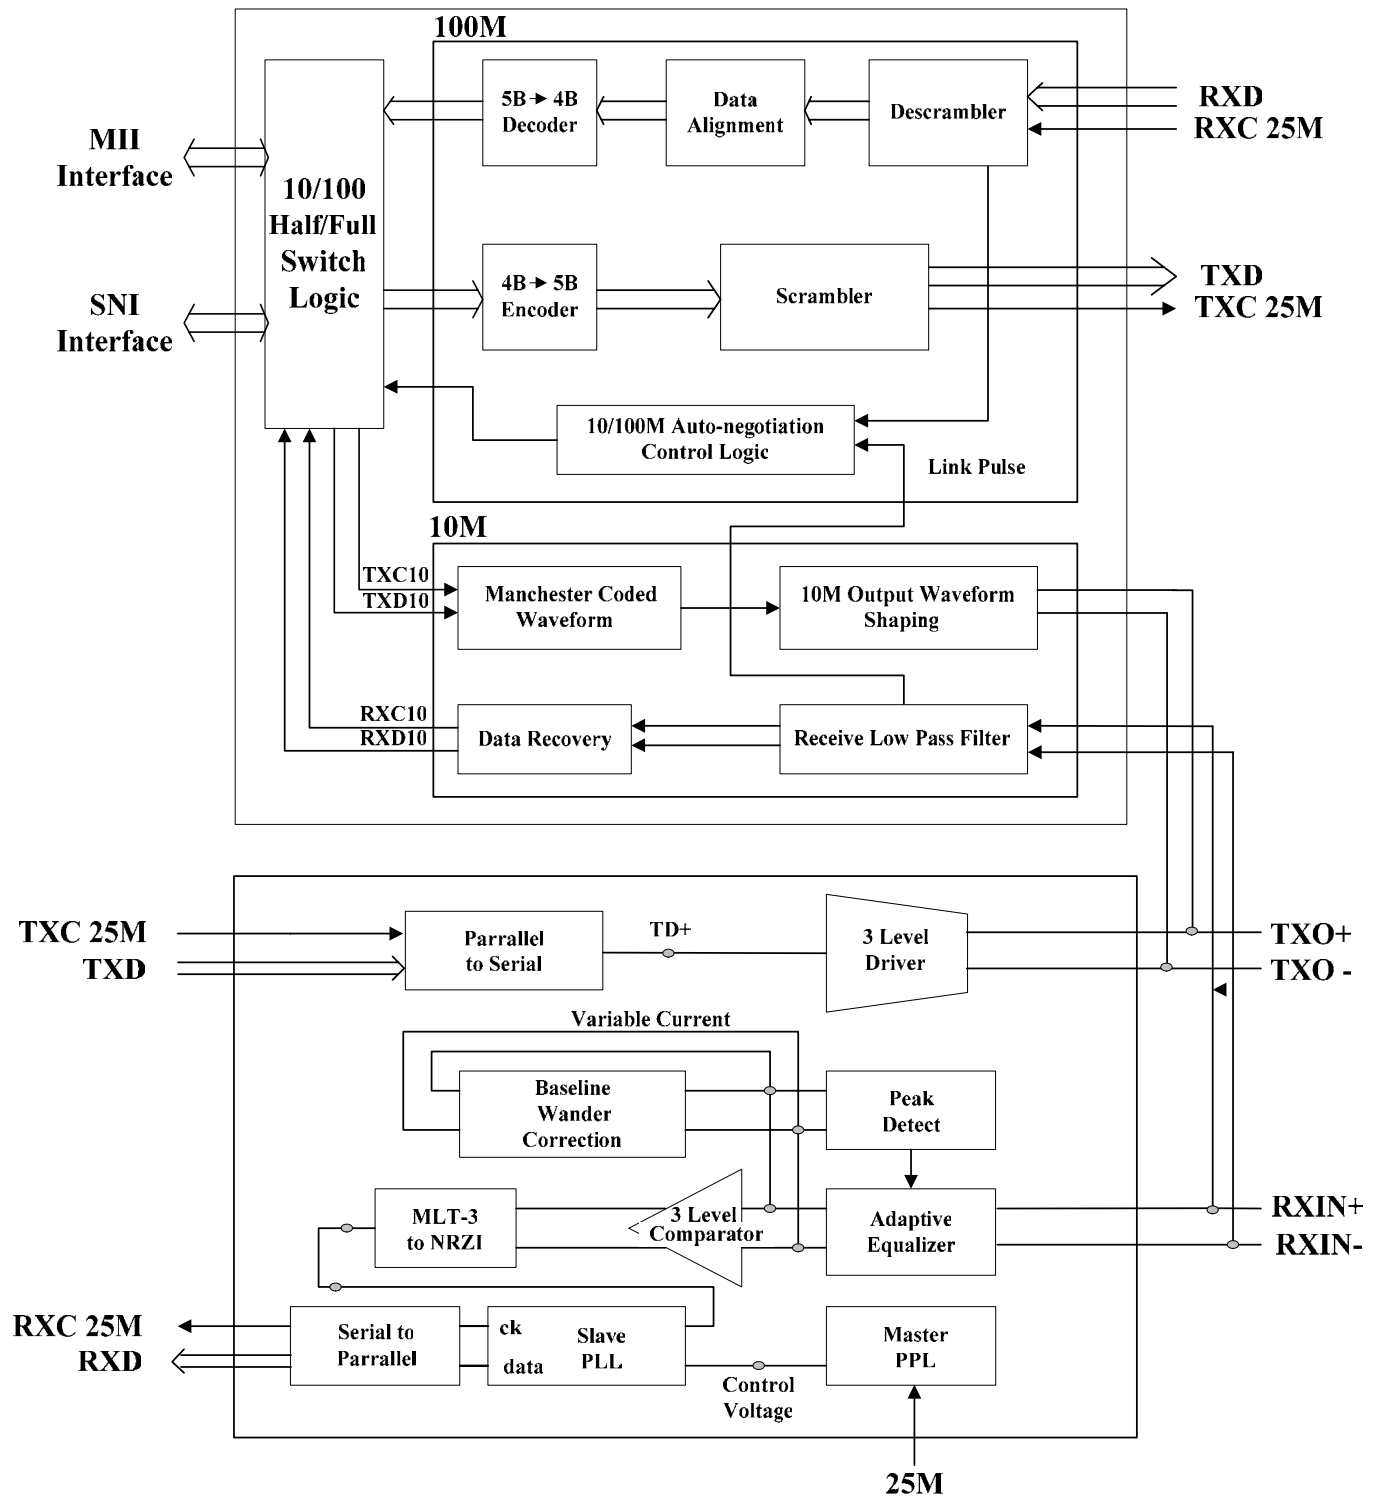 100M
MII
Interface
SNI
Interface
10/100
Half/Full
Switch
Logic
5B→4B
Decoder
Data
Alignment
Descrambler
RXD
RXC 25M
4B→5B
Encoder
Scrambler
TXD
TXC 25M
10/100M Auto-negotiation
Control Logic
Link Pulse
10M
TXC10
TXD10
Manchester Coded
Waveform
10M Output Waveform
Shaping
RXC10
RXD10
Data Recovery
Receive Low Pass Filter
TXC 25M
TXD
Parrallel
to Serial
TD+
3 Level
Driver
TXO+
TXO -
Variable Current
Baseline
Wander
Correction
Peak
Detect
MLT-3
to NRZI
3 Level
Comparator
Adaptive
Equalizer
RXIN+
RXIN-
RXC 25M
RXD
Serial to
Parrallel
ck
data
Slave
PLL
Control
Voltage
Master
PPL
25M